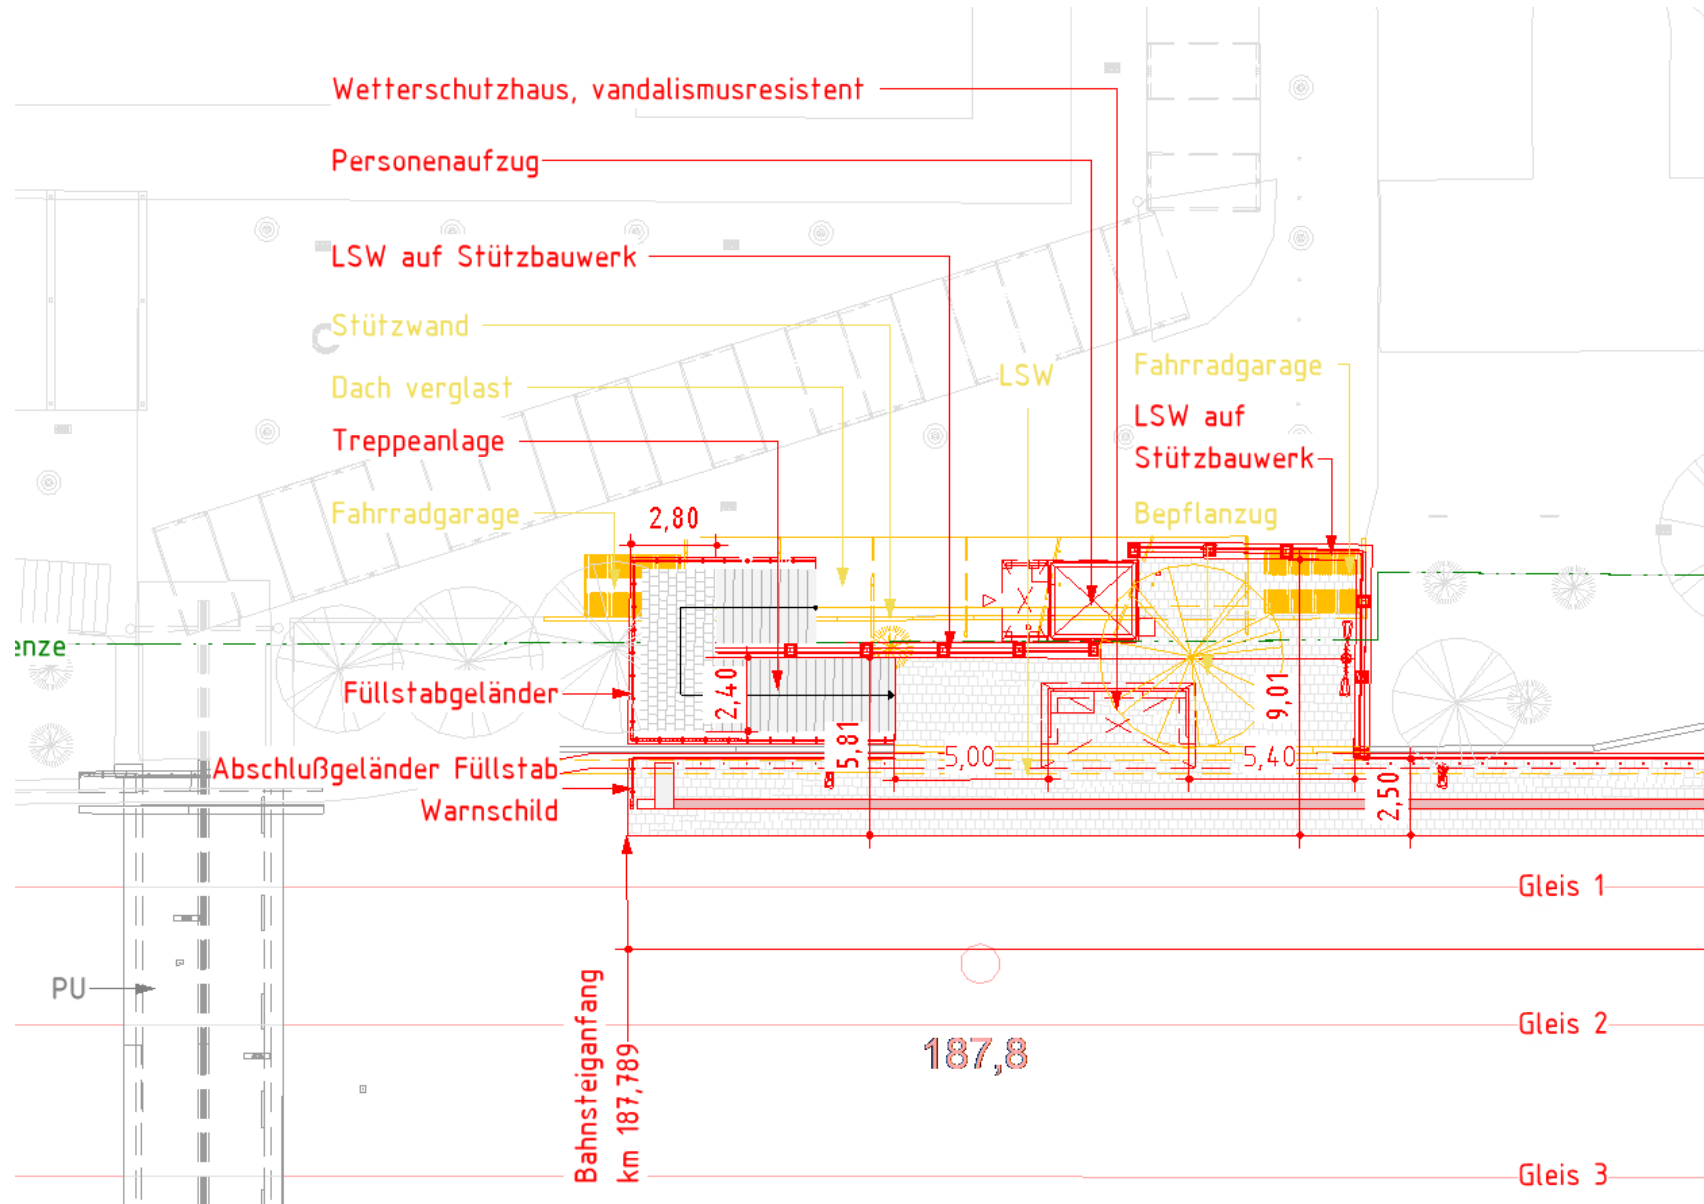 Wetterschutzhaus, vandalismusresistent
Personenaufzug
LSW auf Stützbauwerk
Stützwand
Dach verglast
LSW
Fahrradgarage
LSW auf
Stützbauwerk
Treppeanlage
Fahrradgarage
Bepflanzug
2,80
enze
Füllstabgeländer
2,40
5,81
9,01
5,00
5,40
2,50
Abschlußgeländer Füllstab
Warnschild
Gleis 1
PU
Bahnsteiganfang
km 187,789
187,8
Gleis 2
Gleis 3